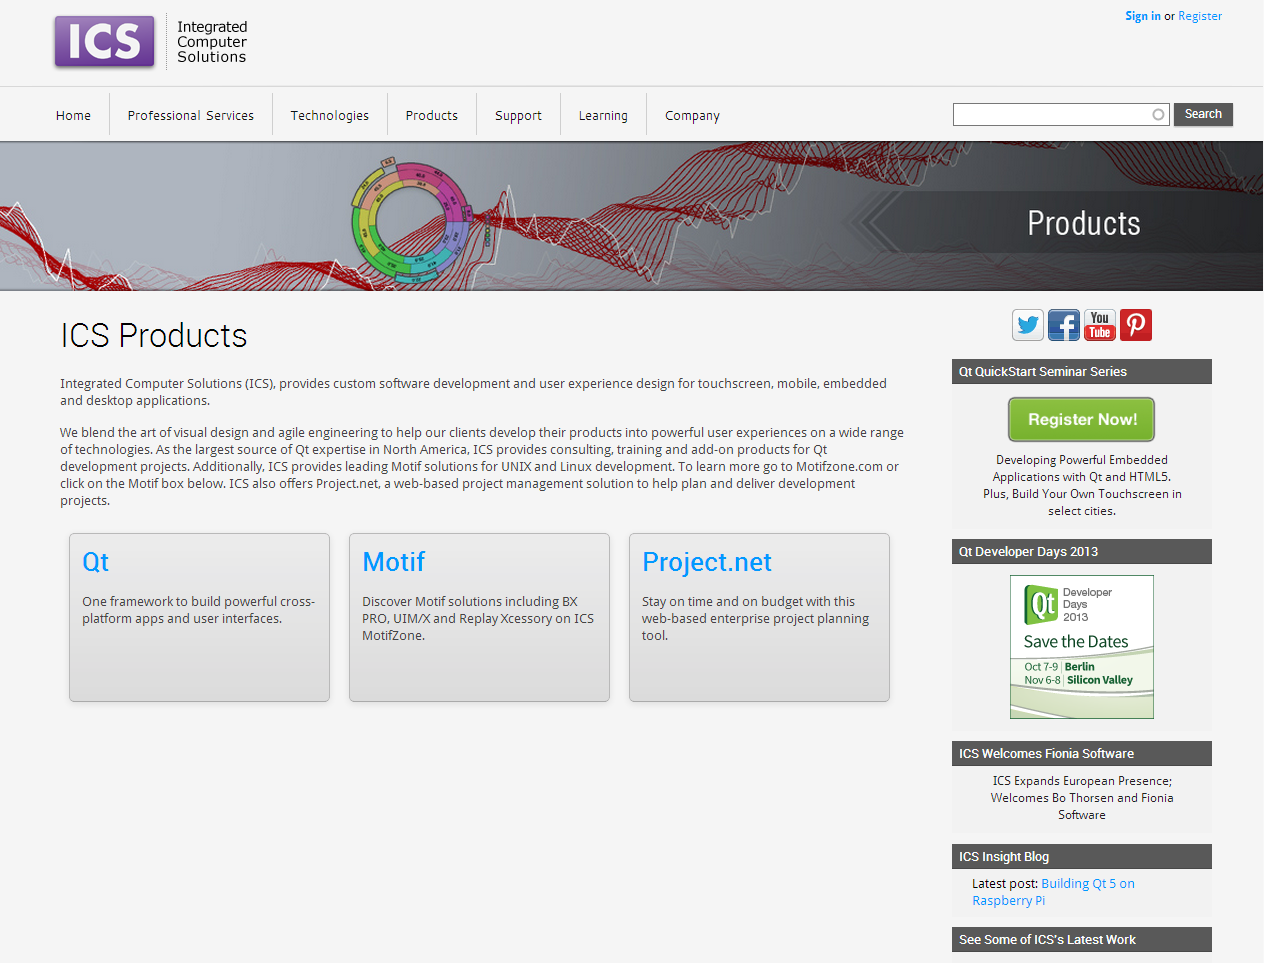 ICS
Integrated
Computer
Solutions
Sign in or Register
Home
Professional Services
Technologies
Products
Support
Learning
Company
Search
Products
ICS Products
Integrated Computer Solutions (ICS), provides custom software development and user experience design for touchscreen, mobile, embedded
and desktop applications.
We blend the art of visual design and agile engineering to help our clients develop their products into powerful user experiences on a wide range
of technologies. As the largest source of Qt expertise in North America, ICS provides consulting, training and add-on products for Qt
development projects. Additionally, ICS provides leading Motif solutions for UNIX and Linux development. To learn more go to Motifzone.com or
click on the Motif box below. ICS also offers Project.net, a web-based project management solution to help plan and deliver development
projects.
Qt
One framework to build powerful cross-
platform apps and user interfaces.
Motif
Discover Motif solutions including BX
PRO, UIM/X and Replay Xcessory on ICS
MotifZone.
Project.net
Stay on time and on budget with this
web-based enterprise project planning
tool.
You
Tube
Qt QuickStart Seminar Series
Register Now!
Developing Powerful Embedded
Applications with Qt and HTML5.
Plus, Build Your Own Touchscreen in
select cities.
Qt Developer Days 2013
Qt
Developer
Days
2013
Save the Dates
Oct 7-9 Berlin
Nov 6-8 Silicon Valley
ICS Welcomes Fionia Software
ICS Expands European Presence;
Welcomes Bo Thorsen and Fionia
Software
ICS Insight Blog
Latest post: Building Qt 5 on
Raspberry Pi
See Some of ICS's Latest Work